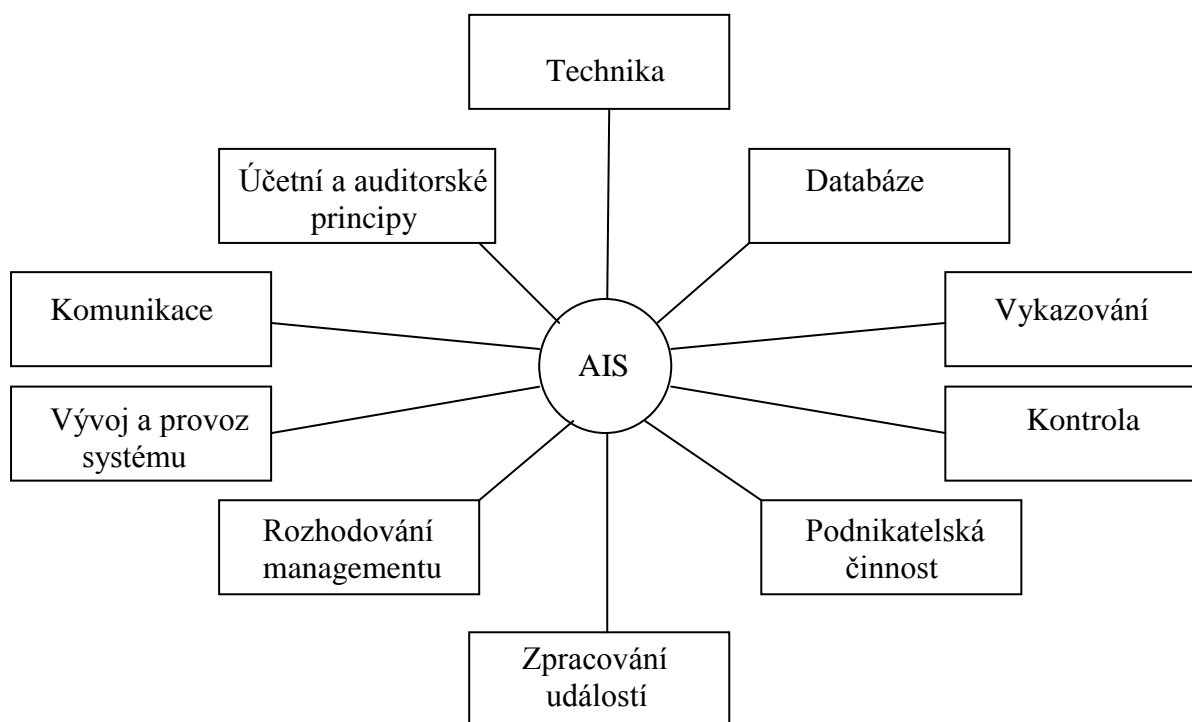 Technika
Účetní a auditorské
principy
Databáze
Komunikace
Vykazování
AIS
Vývoj a provoz
systému
Kontrola
Rozhodování
managementu
Podnikatelská
činnost
Zpracování
událostí